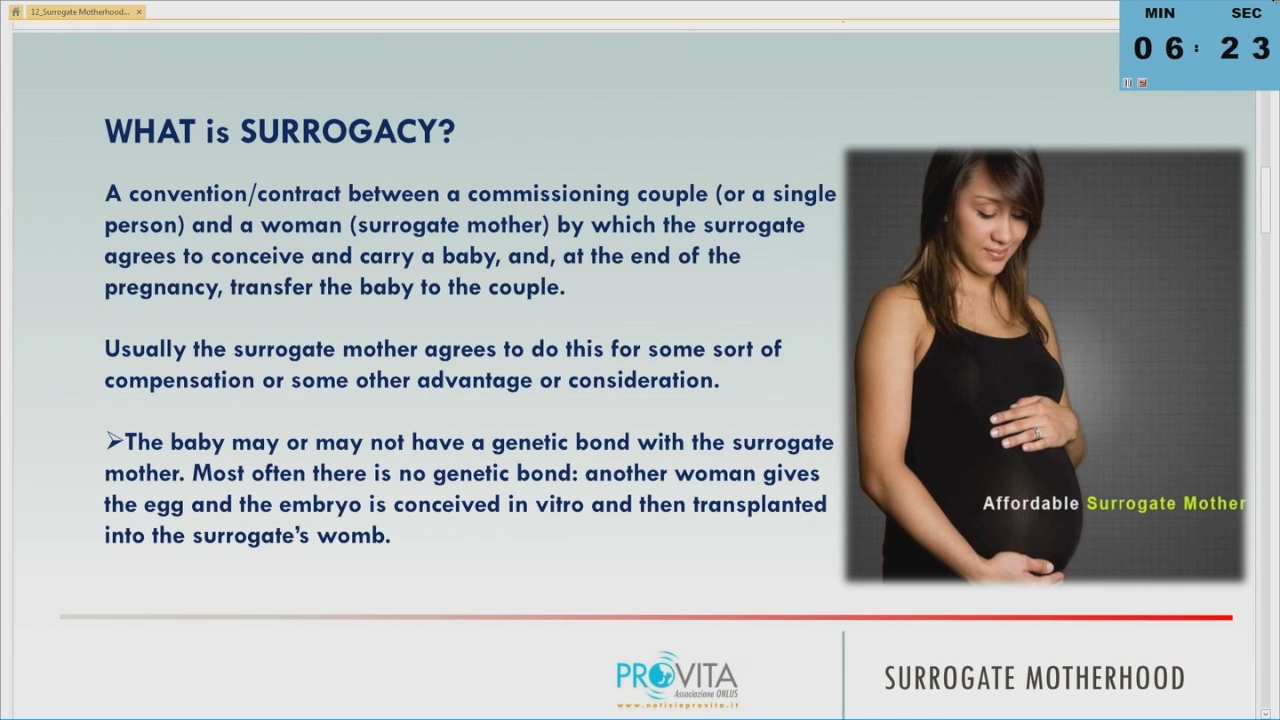 12_Surrogate Motherhood...
MIN SEC
06:23
WHAT is SURROGACY?
A convention/contract between a commissioning couple (or a single
person) and a woman (surrogate mother) by which the surrogate
agrees to conceive and carry a baby, and, at the end of the
pregnancy, transfer the baby to the couple.
Usually the surrogate mother agrees to do this for some sort of
compensation or some other advantage or consideration.
➢The baby may or may not have a genetic bond with the surrogate
mother. Most often there is no genetic bond: another woman gives
the egg and the embryo is conceived in vitro and then transplanted
into the surrogate's womb.
Affordable Surrogate Mother
PROVITA
Associazione ONLUS
www.notizieprovita.it
SURROGATE MOTHERHOOD